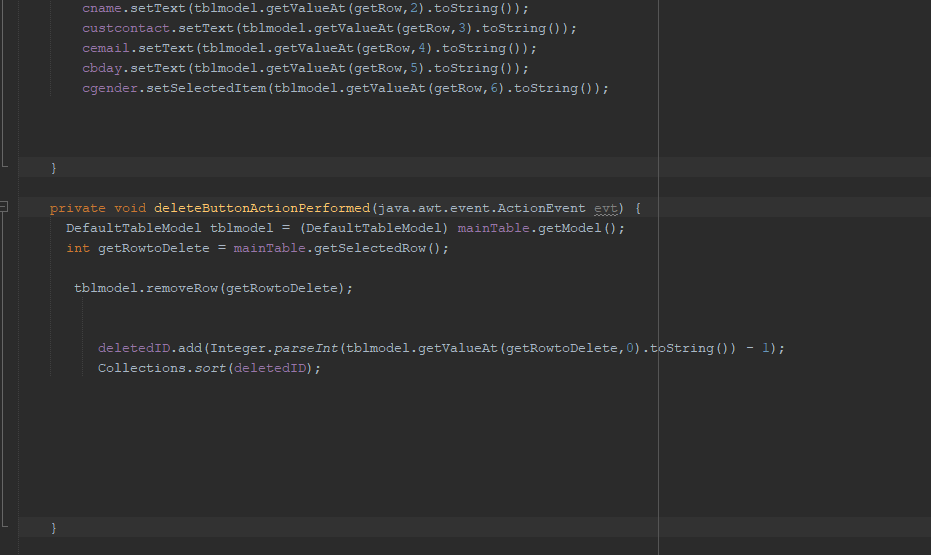 cname.setText(tblmodel.getValueAt(getRow,2).toString());
custcontact.setText(tblmodel.getValueAt(getRow,3).toString());
cemail.setText(tblmodel.getValueAt(getRow,4).toString());
cbday.setText(tblmodel.getValueAt(getRow,5).toString());
cgender.setSelectedItem(tblmodel.getValueAt(getRow,6).toString());
}
private void deleteButtonActionPerformed(java.awt.event.ActionEvent evt) {
DefaultTableModel tblmodel = (DefaultTableModel) mainTable.getModel();
int getRowtoDelete = mainTable.getSelectedRow();
tblmodel.removeRow(getRowtoDelete);
deletedID.add(Integer.parseInt(tblmodel.getValueAt(getRowtoDelete,0).toString()) - 1);
Collections.sort(deletedID);
}